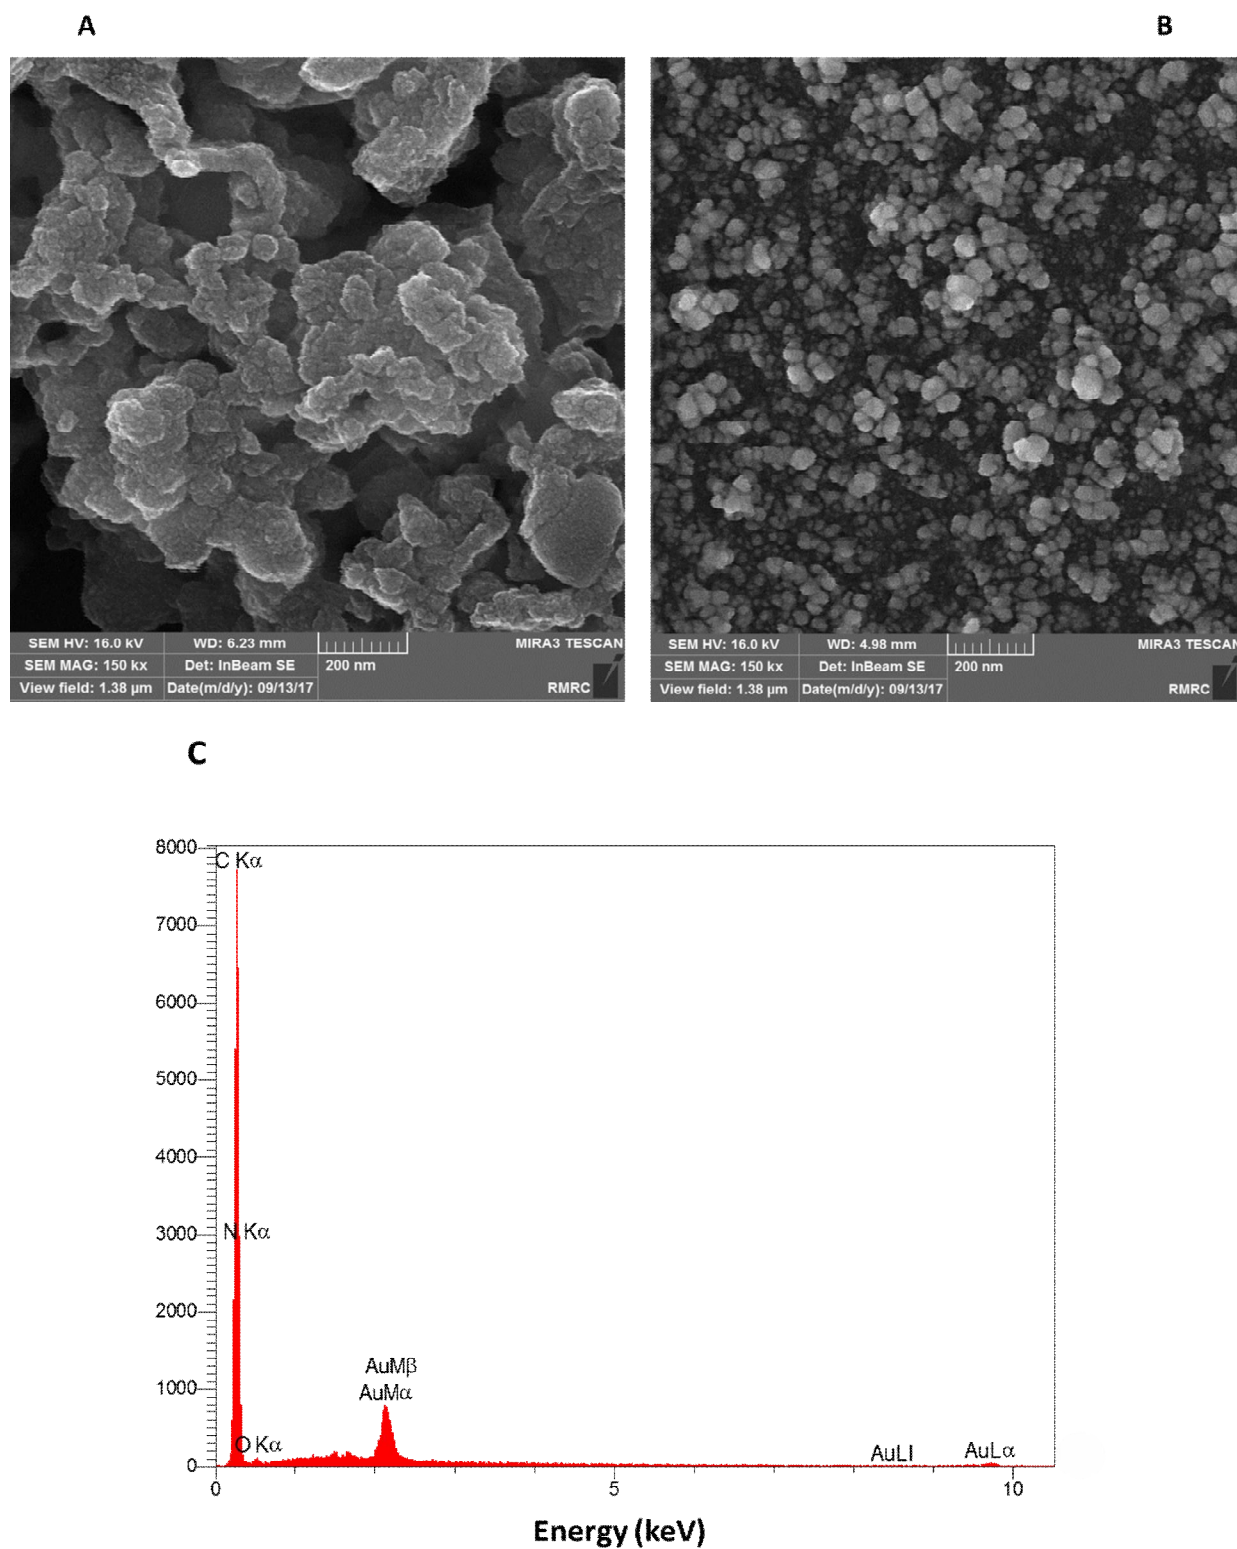 A
B
SEM HV: 16.0 kV WD: 6.23 mm MIRA3 TESCAN
SEM MAG: 150 kx Det: InBeam SE 200 nm
View field: 1.38 µm Date(m/d/y): 09/13/17 RMRC
SEM HV: 16.0 kV WD: 4.98 mm MIRA3 TESCAN
SEM MAG: 150 kx Det: InBeam SE 200 nm
View field: 1.38 µm Date(m/d/y): 09/13/17 RMRC
C
8000
C Kα
7000
6000
5000
4000
N Kα
3000
2000
AuMβ
AuMα
1000
O Kα
AuLl
AuLα
0
0 5 10
Energy (keV)